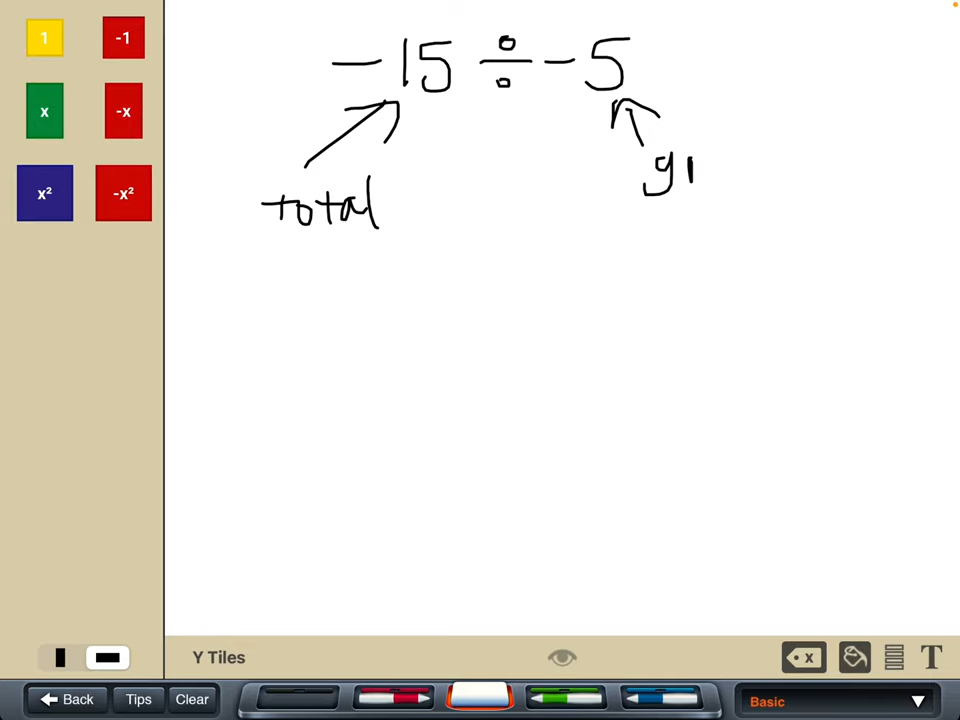 1 -1
-15 ÷ -5
x -x
x² -x²
total
Y Tiles
x T
Back Tips Clear Basic